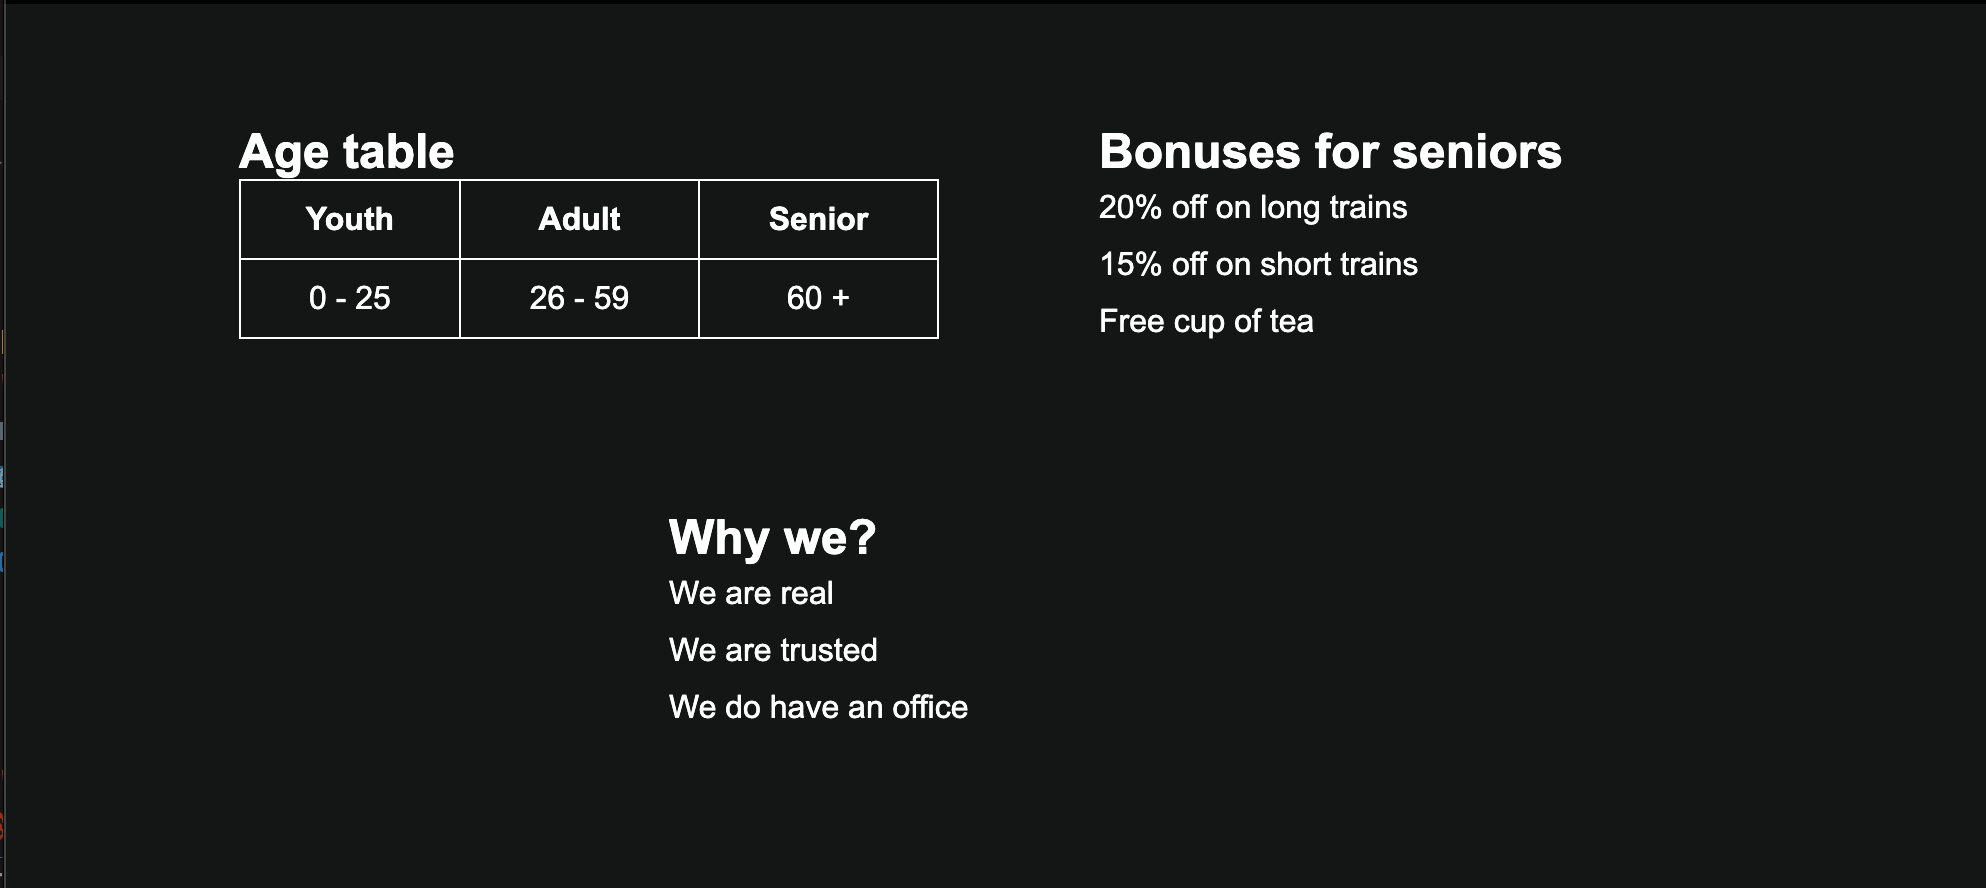 Age table
Youth Adult Senior
0 - 25 26 - 59 60 +
Bonuses for seniors
20% off on long trains
15% off on short trains
Free cup of tea
Why we?
We are real
We are trusted
We do have an office